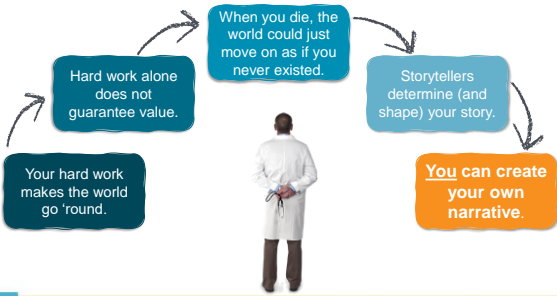 Your hard work
makes the world
go ‘round.
Hard work alone
does not
guarantee value.
When you die, the
world could just
move on as if you
never existed.
Storytellers
determine (and
shape) your story.
You can create
your own
narrative.